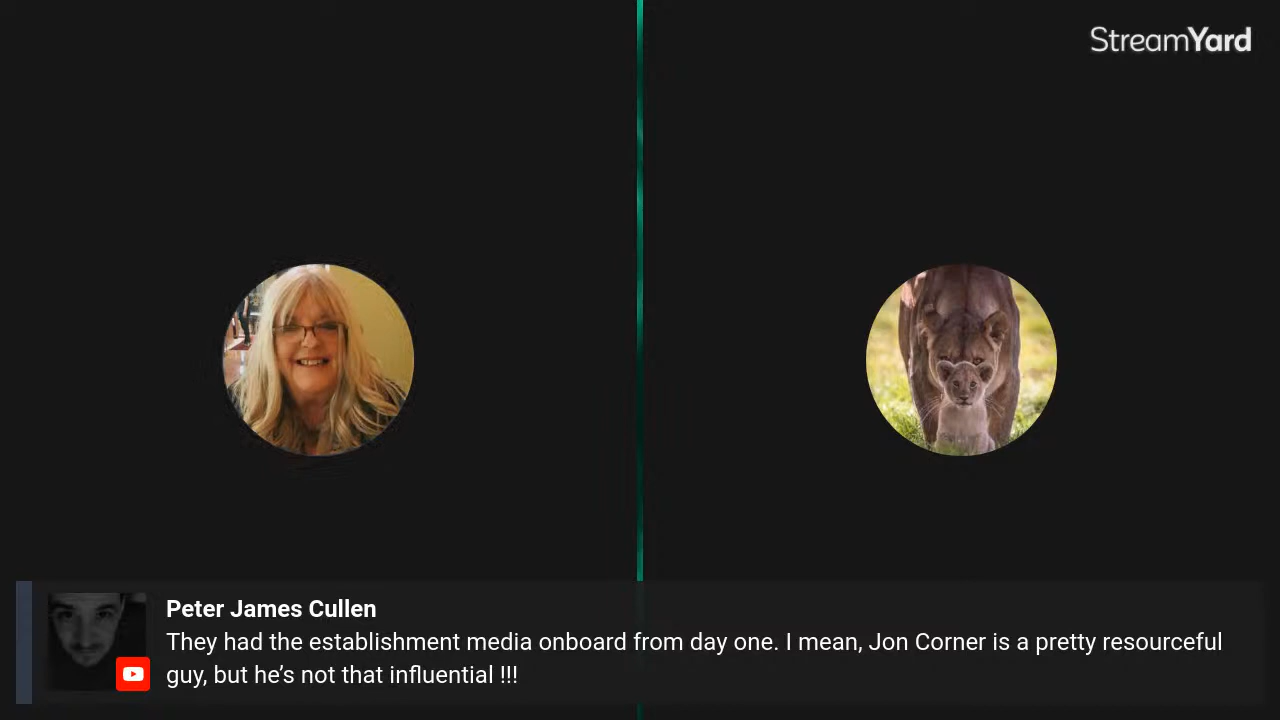 StreamYard
Peter James Cullen
They had the establishment media onboard from day one. I mean, Jon Corner is a pretty resourceful
guy, but he’s not that influential !!!